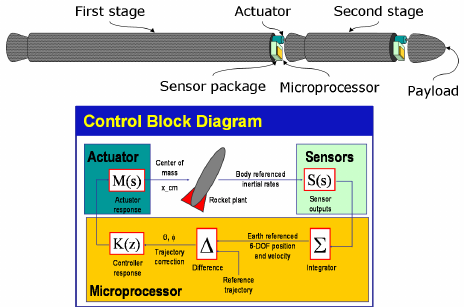 First stage
Actuator
Second stage
Sensor package
Microprocessor
Payload
Control Block Diagram
Actuator
M(s)
Actuator
response
Center of
mass
x_cm
Rocket plant
Body referenced
inertial rates
Sensors
S(s)
Sensor
outputs
K(z)
Controller
response
θ, ϕ
Trajectory
correction
Δ
Difference
Earth referenced
6-DOF position
and velocity
Σ
Integrator
Reference
trajectory
Microprocessor